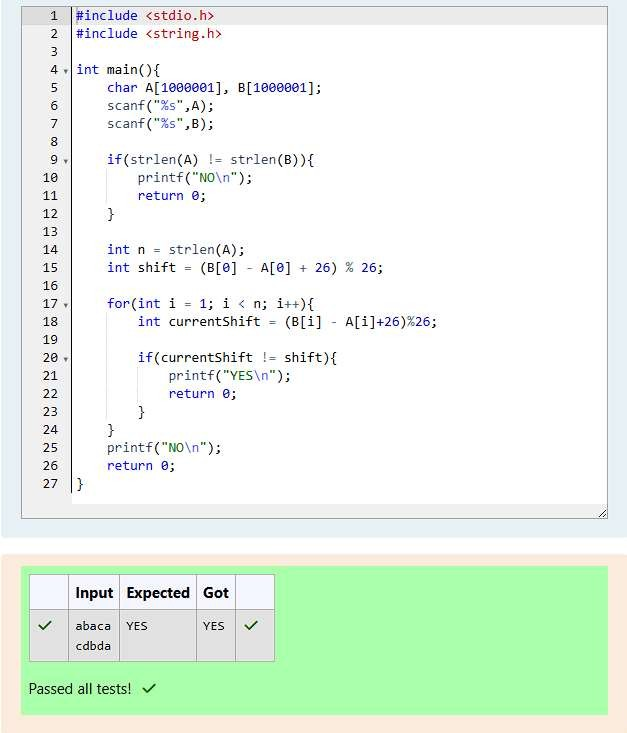 1 #include <stdio.h>
2 #include <string.h>
3
4 int main(){
5     char A[1000001], B[1000001];
6     scanf("%s",A);
7     scanf("%s",B);
8
9     if(strlen(A) != strlen(B)){
10         printf("NO\n");
11         return 0;
12     }
13
14     int n = strlen(A);
15     int shift = (B[0] - A[0] + 26) % 26;
16
17     for(int i = 1; i < n; i++){
18         int currentShift = (B[i] - A[i]+26)%26;
19
20         if(currentShift != shift){
21             printf("YES\n");
22             return 0;
23         }
24     }
25     printf("NO\n");
26     return 0;
27 }
Input Expected Got
abaca YES YES
cdbda
Passed all tests!